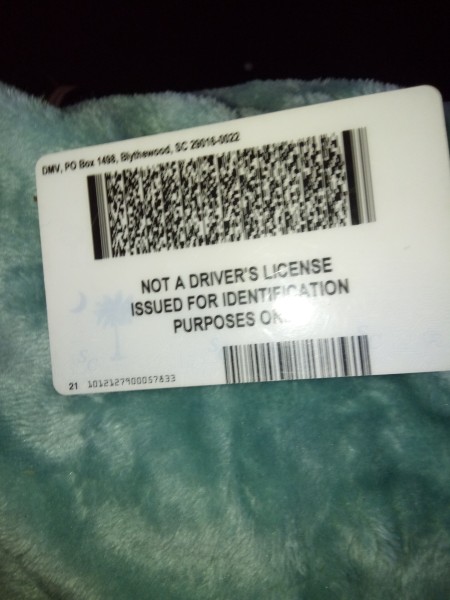 DMV, PO Box 1498, Blythewood, SC 29016-0022
NOT A DRIVER'S LICENSE
ISSUED FOR IDENTIFICATION
PURPOSES
21 1012127900057633